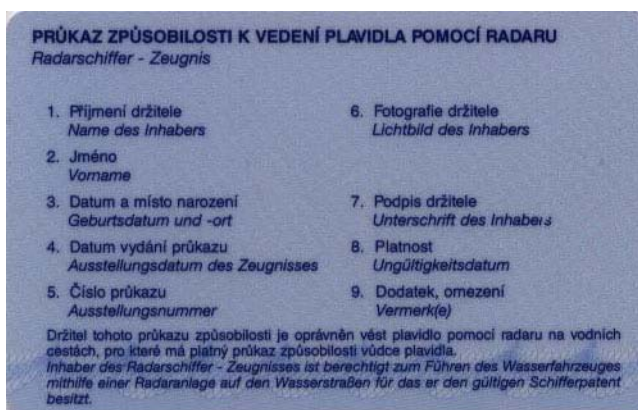 PRŮKAZ ZPŮSOBILOSTI K VEDENÍ PLAVIDLA POMOCÍ RADARU
Radarschiffer - Zeugnis
1. Příjmení držitele
Name des Inhabers
2. Jméno
Vorname
3. Datum a místo narození
Geburtsdatum und -ort
4. Datum vydání průkazu
Ausstellungsdatum des Zeugnisses
5. Číslo průkazu
Ausstellungsnummer
6. Fotografie držitele
Lichtbild des Inhabers
7. Podpis držitele
Unterschrift des Inhabers
8. Platnost
Ungültigkeitsdatum
9. Dodatek, omezení
Vermerk(e)
Držitel tohoto průkazu způsobilosti je oprávněn vést plavidlo pomocí radaru na vodních
cestách, pro které má platný průkaz způsobilosti vůdce plavidla.
Inhaber des Radarschiffer - Zeugnisses ist berechtigt zum Führen des Wasserfahrzeuges
mithilfe einer Radaranlage auf den Wasserstraßen für das er den gültigen Schifferpatent
besitzt.